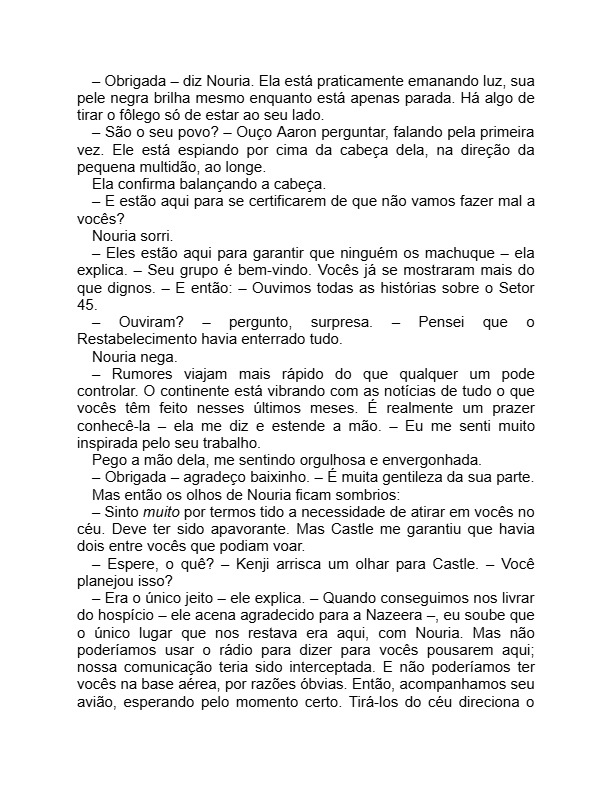 – Obrigada – diz Nouria. Ela está praticamente emanando luz, sua
pele negra brilha mesmo enquanto está apenas parada. Há algo de
tirar o fôlego só de estar ao seu lado.
– São o seu povo? – Ouço Aaron perguntar, falando pela primeira
vez. Ele está espiando por cima da cabeça dela, na direção da
pequena multidão, ao longe.
Ela confirma balançando a cabeça.
– E estão aqui para se certificarem de que não vamos fazer mal a
vocês?
Nouria sorri.
– Eles estão aqui para garantir que ninguém os machuque – ela
explica. – Seu grupo é bem-vindo. Vocês já se mostraram mais do
que dignos. – E então: – Ouvimos todas as histórias sobre o Setor
45.
– Ouviram? – pergunto, surpresa. – Pensei que o
Restabelecimento havia enterrado tudo.
Nouria nega.
– Rumores viajam mais rápido do que qualquer um pode
controlar. O continente está vibrando com as notícias de tudo o que
vocês têm feito nesses últimos meses. É realmente um prazer
conhecê-la – ela me diz e estende a mão. – Eu me senti muito
inspirada pelo seu trabalho.
Pego a mão dela, me sentindo orgulhosa e envergonhada.
– Obrigada – agradeço baixinho. – É muita gentileza da sua parte.
Mas então os olhos de Nouria ficam sombrios:
– Sinto muito por termos tido a necessidade de atirar em vocês no
céu. Deve ter sido apavorante. Mas Castle me garantiu que havia
dois entre vocês que podiam voar.
– Espere, o quê? – Kenji arrisca um olhar para Castle. – Você
planejou isso?
– Era o único jeito – ele explica. – Quando conseguimos nos livrar
do hospício – ele acena agradecido para a Nazeera –, eu soube que
o único lugar que nos restava era aqui, com Nouria. Mas não
poderíamos usar o rádio para dizer para vocês pousarem aqui;
nossa comunicação teria sido interceptada. E não poderíamos ter
vocês na base aérea, por razões óbvias. Então, acompanhamos seu
avião, esperando pelo momento certo. Tirá-los do céu direciona o